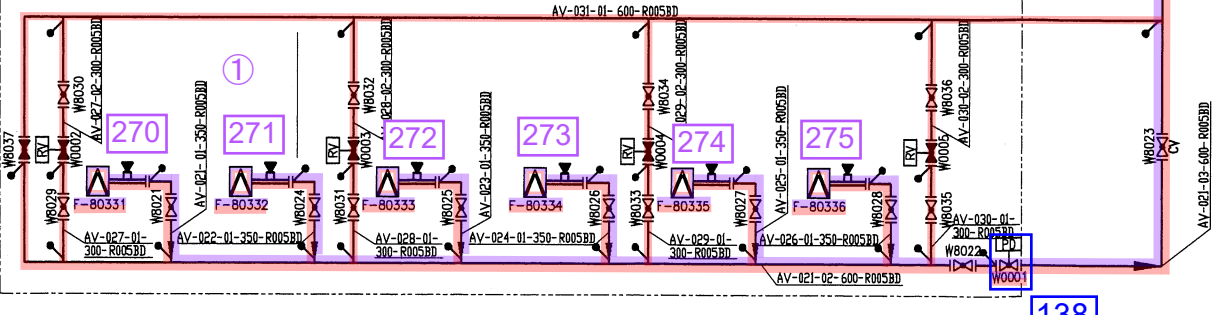 AV-031-01- 600-R005BD
①
W8030
AV-027-02-300-R005BD
W8032
028-02-300-R005BD
W8034
029-02-300-R005BD
W8036
AV-030-02-300-R005BD
W8037
RV
W0002
270
AV-021-01-350-R005BD
271
RV
W0003
272
AV-023-01-350-R005BD
273
RV
W0004
274
AV-025-01-350-R005BD
275
RV
W0005
W8023
CV
AV-021-03-600-R005BD
F-80331
F-80332
F-80333
F-80334
F-80335
F-80336
W8029
W8021
W8024
W8031
W8025
W8026
W8033
W8027
W8028
W8035
AV-027-01-
300-R005BD
AV-022-01-350-R005BD
AV-028-01-
300-R005BD
AV-024-01-350-R005BD
AV-029-01-
300-R005BD
AV-026-01-350-R005BD
AV-030-01-
300-R005BD
W8022
PD
W0001
AV-021-02-600-R005BD
138